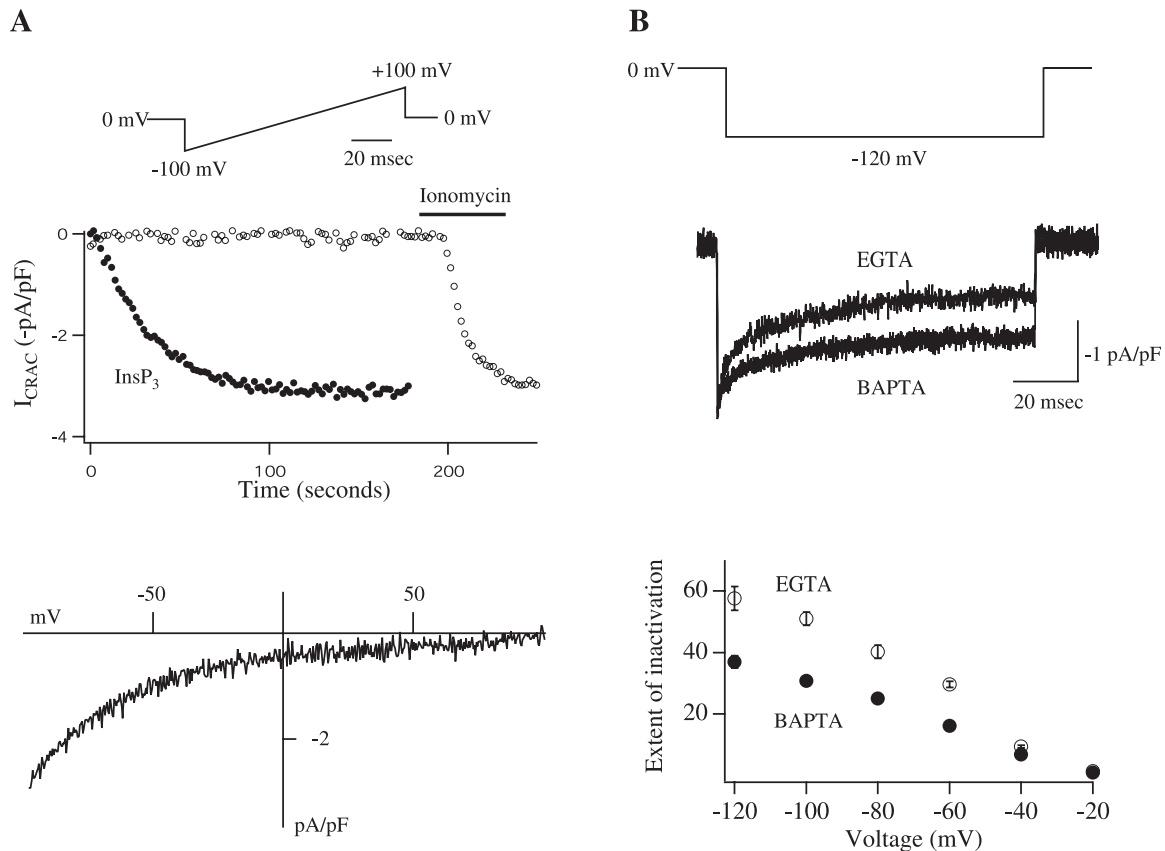 A
+100 mV
0 mV
0 mV
-100 mV
20 msec
Ionomycin
0
-2
-4
I_CRAC (-pA/pF)
InsP3
0
100
200
Time (seconds)
-50
50
mV
-2
pA/pF
B
0 mV
-120 mV
EGTA
BAPTA
-1 pA/pF
20 msec
Extent of inactivation
60
40
20
EGTA
BAPTA
-120
-100
-80
-60
-40
-20
Voltage (mV)